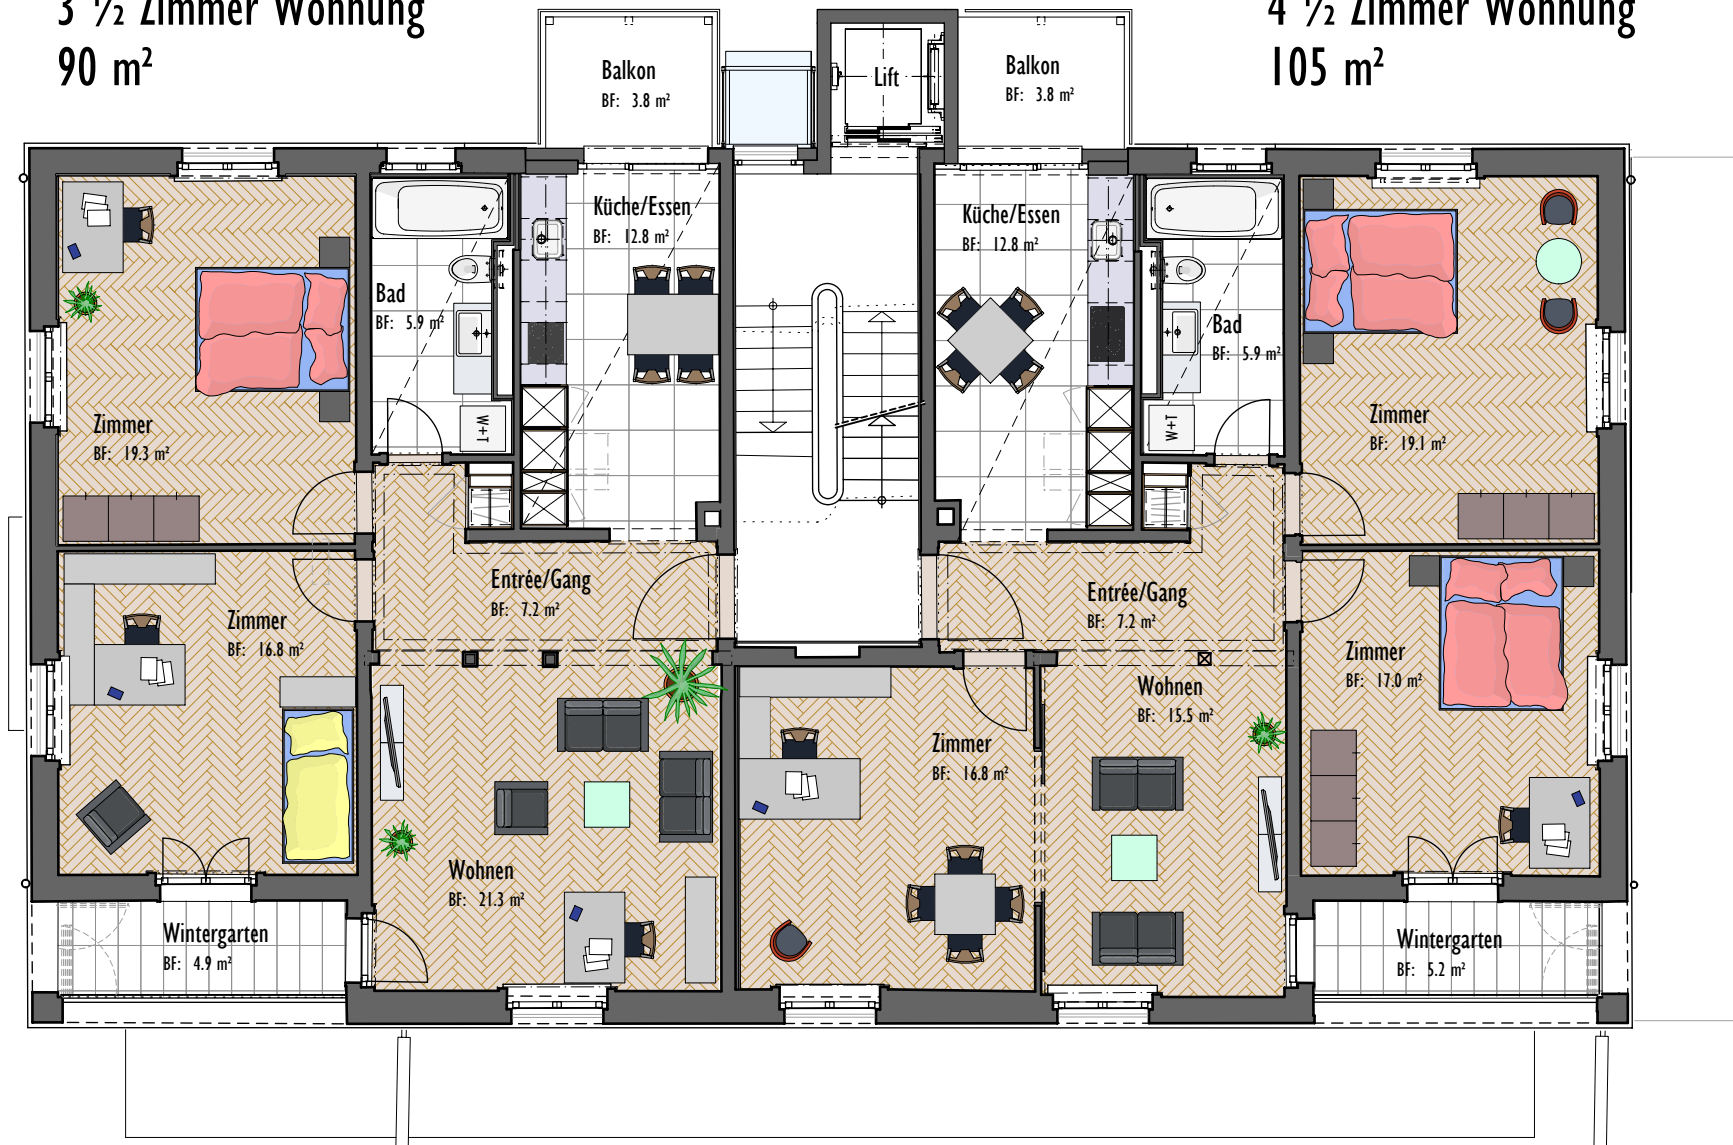 3 ½ Zimmer Wohnung
90 m²
4 ½ Zimmer Wohnung
105 m²
Balkon
BF: 3.8 m²
Lift
Balkon
BF: 3.8 m²
Küche/Essen
BF: 12.8 m²
Küche/Essen
BF: 12.8 m²
Bad
BF: 5.9 m²
Bad
BF: 5.9 m²
Zimmer
BF: 19.3 m²
W+T
T+W
Zimmer
BF: 19.1 m²
Entrée/Gang
BF: 7.2 m²
Entrée/Gang
BF: 7.2 m²
Zimmer
BF: 16.8 m²
Zimmer
BF: 17.0 m²
Wohnen
BF: 15.5 m²
Zimmer
BF: 16.8 m²
Wohnen
BF: 21.3 m²
Wintergarten
BF: 4.9 m²
Wintergarten
BF: 5.2 m²